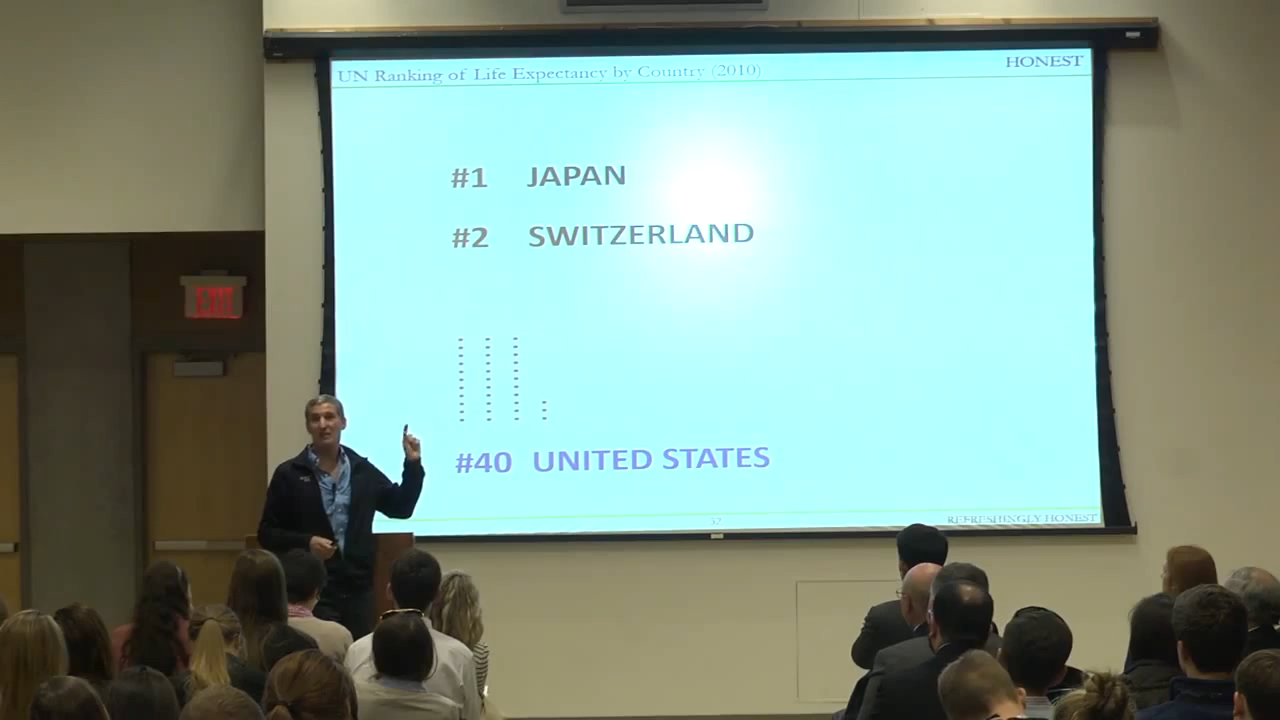 UN Ranking of Life Expectancy by Country (2010)
HONEST
#1 JAPAN
#2 SWITZERLAND
#40 UNITED STATES
52
REFRESHINGLY HONEST
EXIT